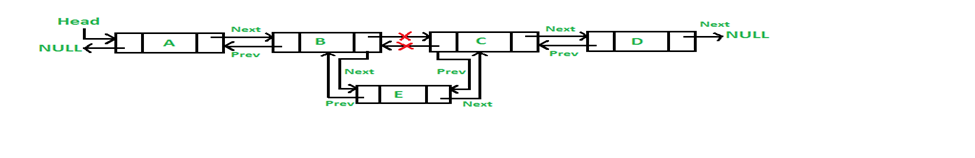 Head
Next
Next
Next
NULL
A
B
C
D
NULL
Prev
Prev
Next
Prev
E
Prev
Next